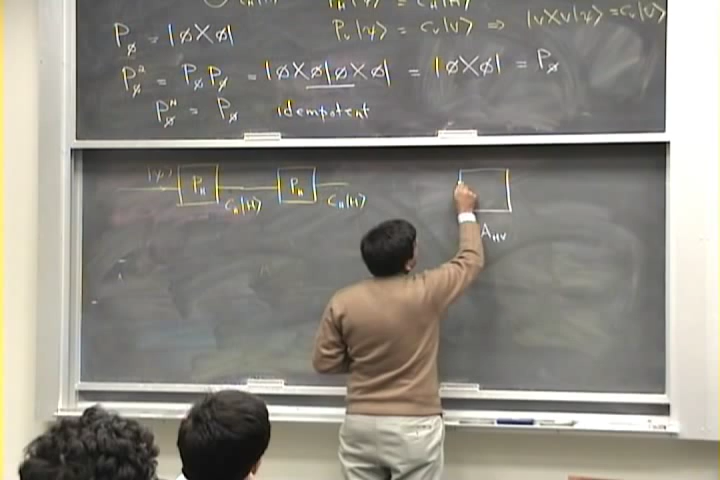 P_V|ψ⟩ = C_V|V⟩ ⇒ |V⟩⟨V|ψ⟩ = C_V|V⟩
P_∅ = |∅⟩⟨∅|
P_∅² = P_∅ P_∅ = |∅⟩⟨∅|∅⟩⟨∅| = |∅⟩⟨∅| = P_∅
P_∅^N = P_∅ idempotent
|ψ⟩ P_H C_H|H⟩ P_H C_H|H⟩
A_HV